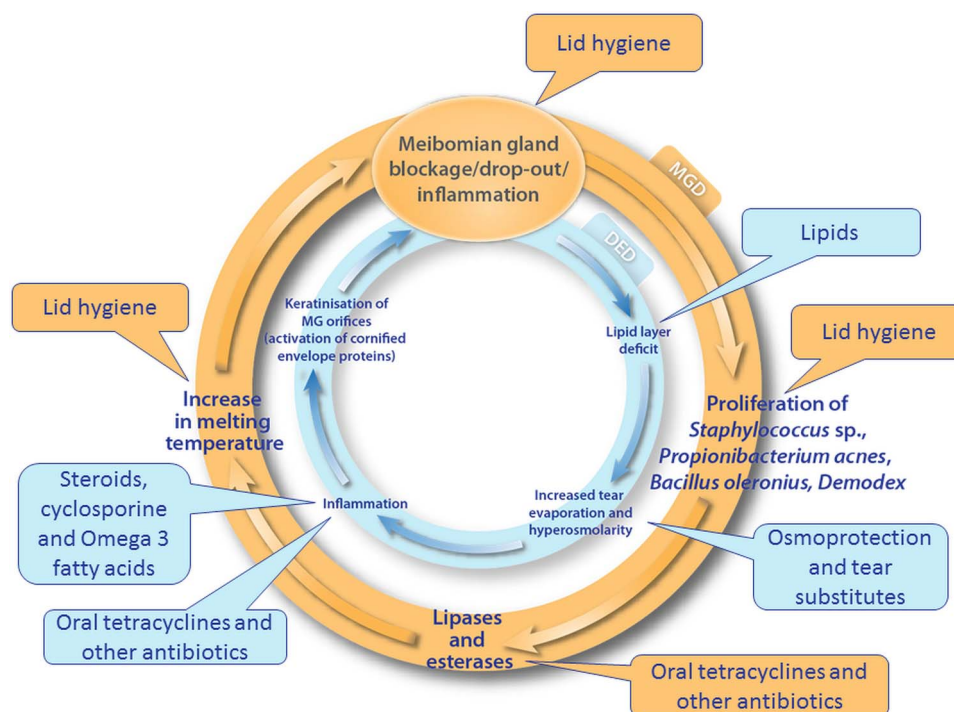 Lid hygiene
Meibomian gland
blockage/drop-out/
inflammation
MGD
DED
Lipids
Lid hygiene
Keratinisation of
MG orifices
(activation of cornified
envelope proteins)
Lipid layer
deficit
Lid hygiene
Increase
in melting
temperature
Proliferation of
Staphylococcus sp.,
Propionibacterium acnes,
Bacillus oleronius, Demodex
Steroids,
cyclosporine
and Omega 3
fatty acids
Inflammation
Increased tear
evaporation and
hyperosmolarity
Osmoprotection
and tear
substitutes
Oral tetracyclines and
other antibiotics
Lipases
and
esterases
Oral tetracyclines and
other antibiotics